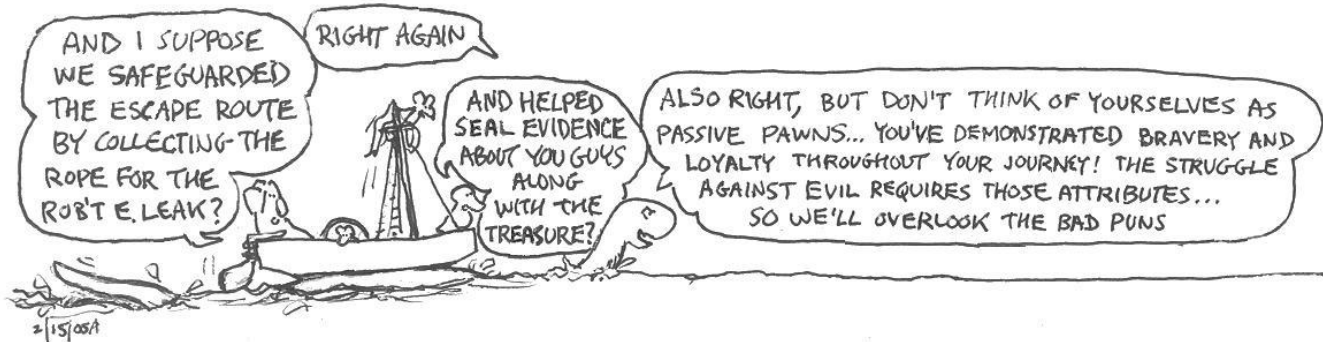 AND I SUPPOSE
WE SAFEGUARDED
THE ESCAPE ROUTE
BY COLLECTING THE
ROPE FOR THE
ROB'T E. LEAK?
RIGHT AGAIN
AND HELPED
SEAL EVIDENCE
ABOUT YOU GUYS
ALONG
WITH THE
TREASURE?
ALSO RIGHT, BUT DON'T THINK OF YOURSELVES AS
PASSIVE PAWNS... YOU'VE DEMONSTRATED BRAVERY AND
LOYALTY THROUGHOUT YOUR JOURNEY! THE STRUGGLE
AGAINST EVIL REQUIRES THOSE ATTRIBUTES...
SO WE'LL OVERLOOK THE BAD PUNS
2/15/05A